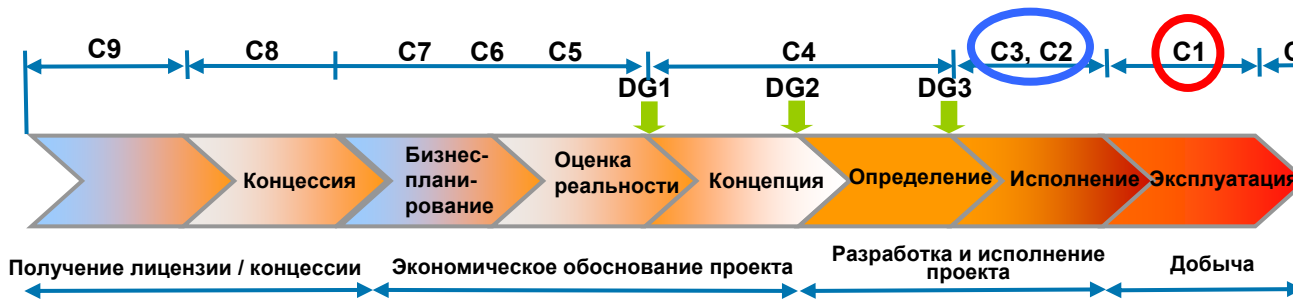 C9 C8 C7 C6 C5 C4 C3, C2 C1 C
DG1 DG2 DG3
Концессия
Бизнес-
плани-
рование
Оценка
реальности
Концепция
Определение
Исполнение
Эксплуатация
Получение лицензии / концессии
Экономическое обоснование проекта
Разработка и исполнение
проекта
Добыча